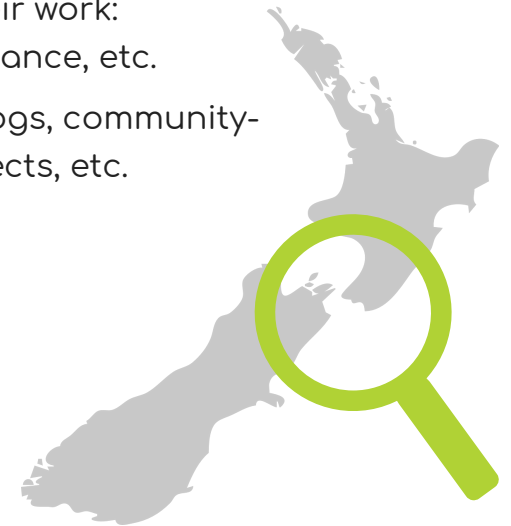 ir work:
ance, etc.
ogs, community-
ects, etc.